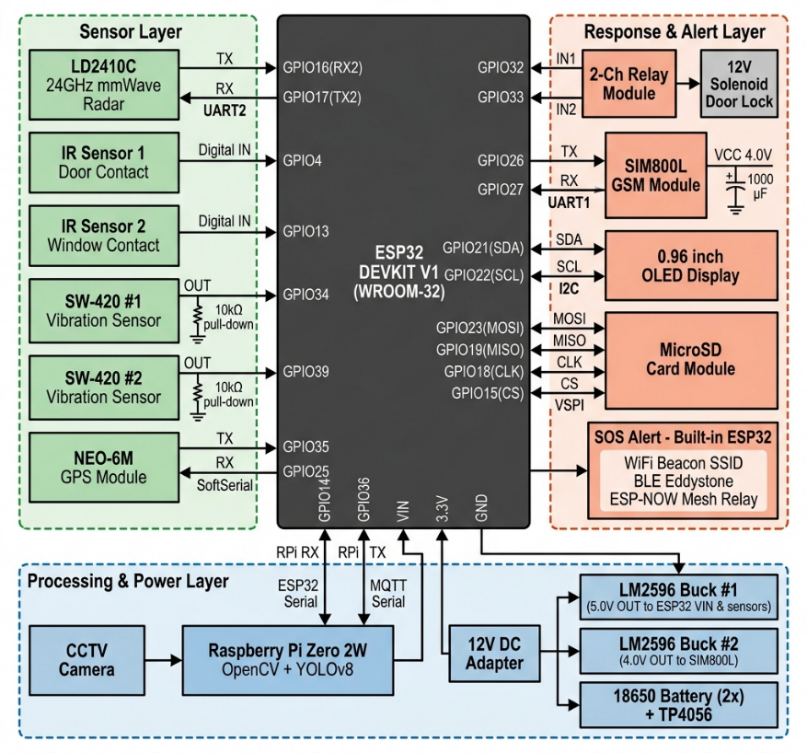 Sensor Layer
LD2410C
24GHz mmWave
Radar
TX
RX
UART2
IR Sensor 1
Door Contact
Digital IN
IR Sensor 2
Window Contact
Digital IN
SW-420 #1
Vibration Sensor
OUT
10kΩ
pull-down
SW-420 #2
Vibration Sensor
OUT
10kΩ
pull-down
NEO-6M
GPS Module
TX
RX
SoftSerial
GPIO16(RX2)
GPIO17(TX2)
GPIO4
GPIO13
GPIO34
GPIO39
GPIO35
GPIO25
ESP32
DEVKIT V1
(WROOM-32)
GPIO32
GPIO33
GPIO26
GPIO27
GPIO21(SDA)
GPIO22(SCL)
GPIO23(MOSI)
GPIO19(MISO)
GPIO18(CLK)
GPIO15(CS)
GPIO14
GPIO36
VIN
3.3V
GND
Response & Alert Layer
IN1
IN2
2-Ch Relay
Module
12V
Solenoid
Door Lock
TX
RX
UART1
SIM800L
GSM Module
VCC 4.0V
+
1000
μF
SDA
SCL
I2C
0.96 inch
OLED Display
MOSI
MISO
CLK
CS
VSPI
MicroSD
Card Module
SOS Alert - Built-in ESP32
WiFi Beacon SSID
BLE Eddystone
ESP-NOW Mesh Relay
Processing & Power Layer
RPi RX
RPi TX
ESP32
Serial
MQTT
Serial
CCTV
Camera
Raspberry Pi Zero 2W
OpenCV + YOLOv8
12V DC
Adapter
LM2596 Buck #1
(5.0V OUT to ESP32 VIN & sensors)
LM2596 Buck #2
(4.0V OUT to SIM800L)
18650 Battery (2x)
+ TP4056